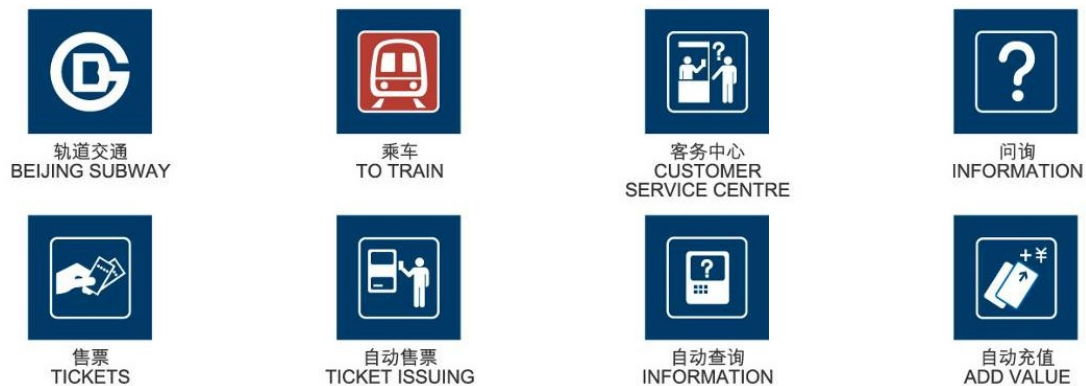 轨道交通
BEIJING SUBWAY
乘车
TO TRAIN
客务中心
CUSTOMER
SERVICE CENTRE
?
问询
INFORMATION
?
售票
TICKETS
自动售票
TICKET ISSUING
自动查询
INFORMATION
?
自动充值
ADD VALUE
+¥